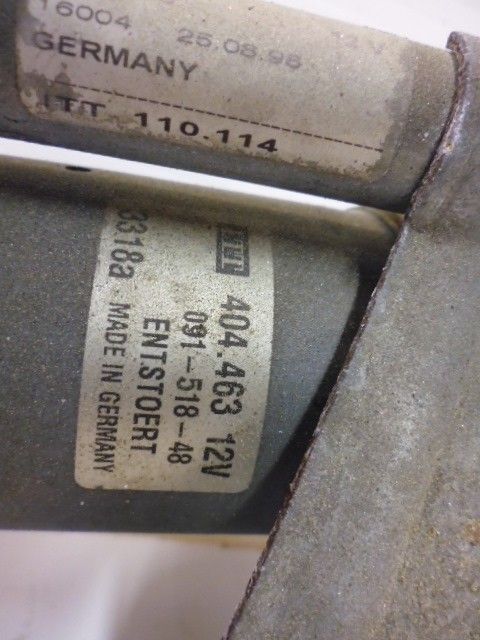 16004 25.08.98 12 V
GERMANY
ITT 110.114
404.463 12V
091-518-48
ENTSTOERT
3318a · MADE IN GERMANY